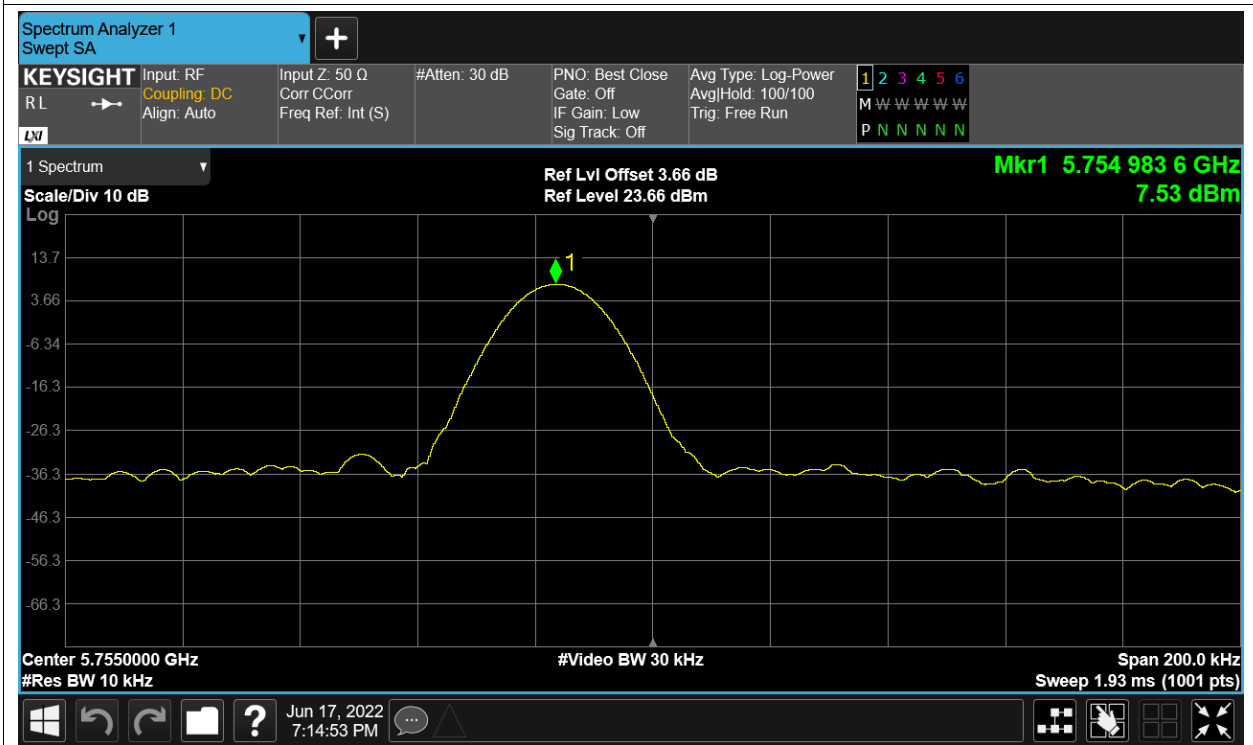 Spectrum Analyzer 1
Swept SA
KEYSIGHT
R L
LXI
Input: RF
Coupling: DC
Align: Auto
Input Z: 50 Ω
Corr CCorr
Freq Ref: Int (S)
#Atten: 30 dB
PNO: Best Close
Gate: Off
IF Gain: Low
Sig Track: Off
Avg Type: Log-Power
Avg|Hold: 100/100
Trig: Free Run
1 2 3 4 5 6
M W W W W W W
P N N N N N
1 Spectrum
Scale/Div 10 dB
Log
Ref Lvl Offset 3.66 dB
Ref Level 23.66 dBm
Mkr1 5.754 983 6 GHz
7.53 dBm
1
13.7
3.66
-6.34
-16.3
-26.3
-36.3
-46.3
-56.3
-66.3
Center 5.7550000 GHz
#Res BW 10 kHz
#Video BW 30 kHz
Span 200.0 kHz
Sweep 1.93 ms (1001 pts)
?
Jun 17, 2022
7:14:53 PM